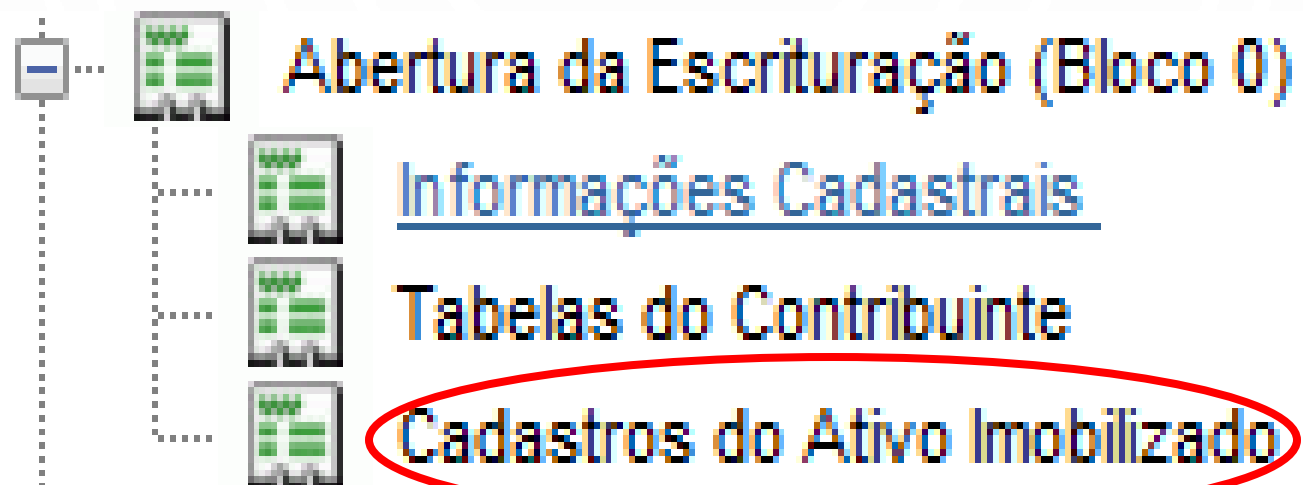 Abertura da Escrituração (Bloco 0)
Informações Cadastrais
Tabelas do Contribuinte
Cadastros do Ativo Imobilizado